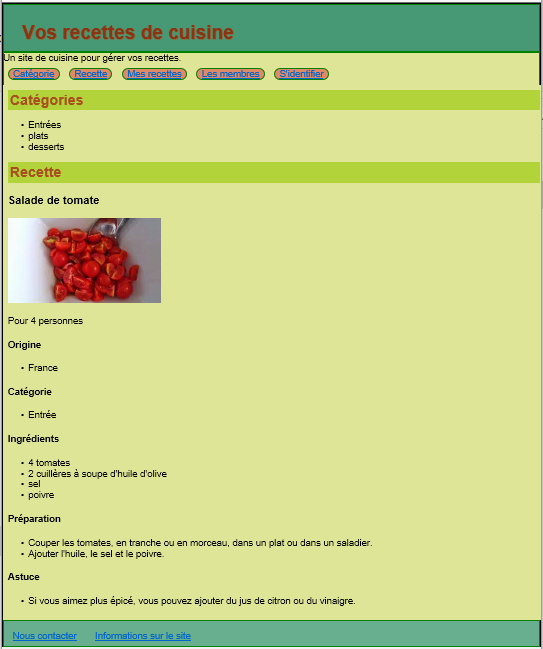 Vos recettes de cuisine
Un site de cuisine pour gérer vos recettes.
Catégorie Recette Mes recettes Les membres S'identifier
Catégories
• Entrées
• plats
• desserts
Recette
Salade de tomate
Pour 4 personnes
Origine
• France
Catégorie
• Entrée
Ingrédients
• 4 tomates
• 2 cuillères à soupe d'huile d'olive
• sel
• poivre
Préparation
• Couper les tomates, en tranche ou en morceau, dans un plat ou dans un saladier.
• Ajouter l'huile, le sel et le poivre.
Astuce
• Si vous aimez plus épicé, vous pouvez ajouter du jus de citron ou du vinaigre.
Nous contacter Informations sur le site